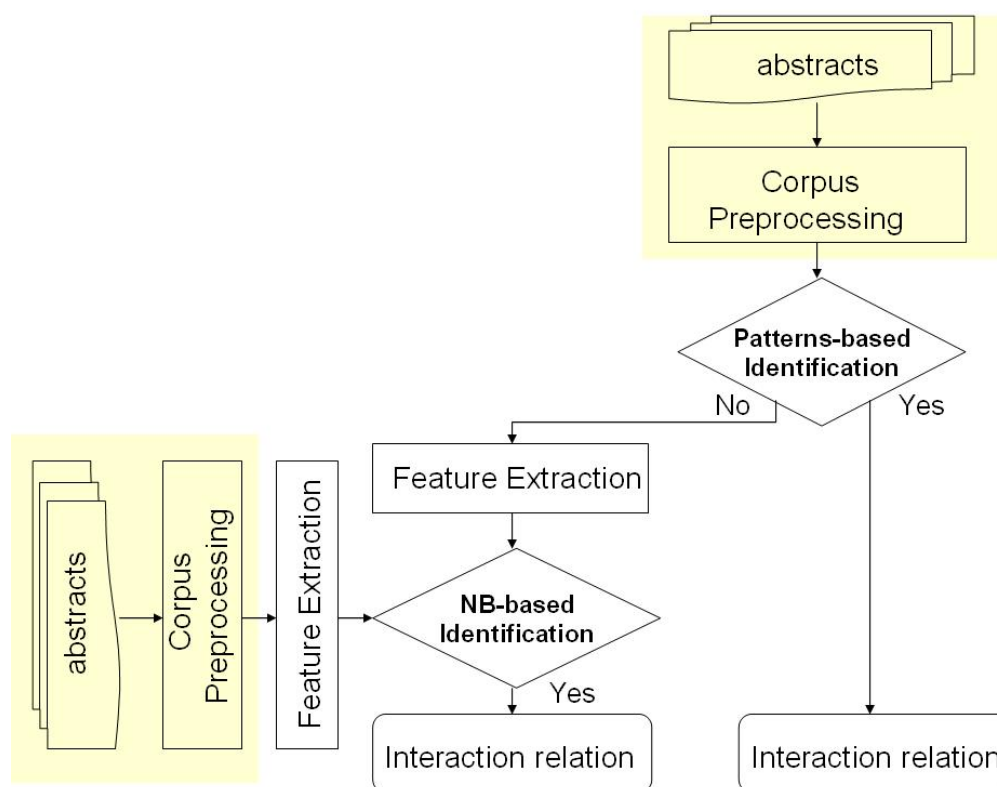 abstracts
Corpus
Preprocessing
Patterns-based
Identification
No
Yes
Feature Extraction
abstracts
Corpus
Preprocessing
Feature Extraction
NB-based
Identification
Yes
Interaction relation
Interaction relation